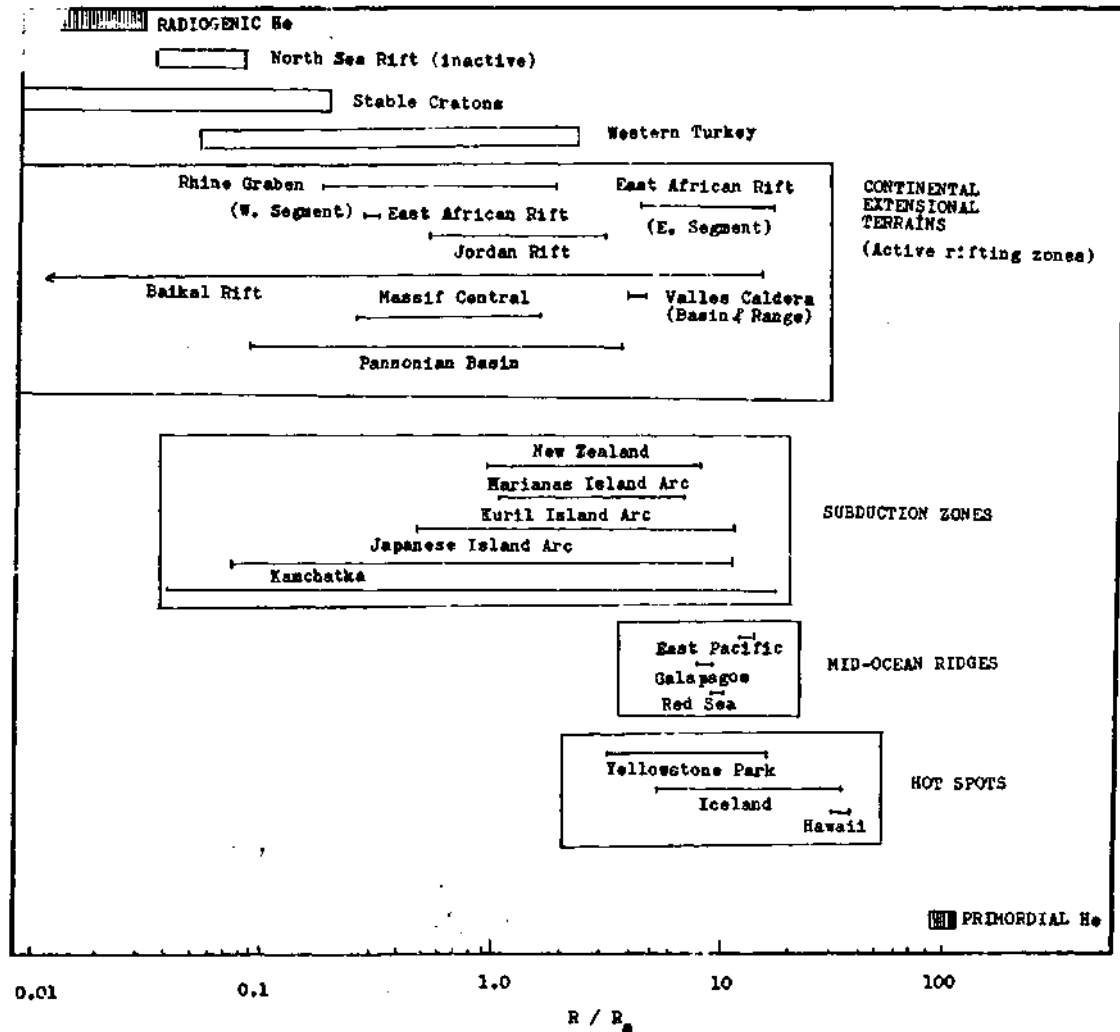 RADIOGENIC He
North Sea Rift (inactive)
Stable Cratons
Western Turkey
Rhine Graben
East African Rift
(W. Segment)
East African Rift
(E. Segment)
Jordan Rift
Baikal Rift
Massif Central
Valles Caldera
(Basin & Range)
Pannonian Basin
CONTINENTAL
EXTENSIONAL
TERRAINS
(Active rifting zones)
New Zealand
Marianas Island Arc
Kuril Island Arc
Japanese Island Arc
Kamchatka
SUBDUCTION ZONES
East Pacific
Galapagos
Red Sea
MID-OCEAN RIDGES
Yellowstone Park
Iceland
Hawaii
HOT SPOTS
PRIMORDIAL He
0.01 0.1 1.0 10 100
R / Ra